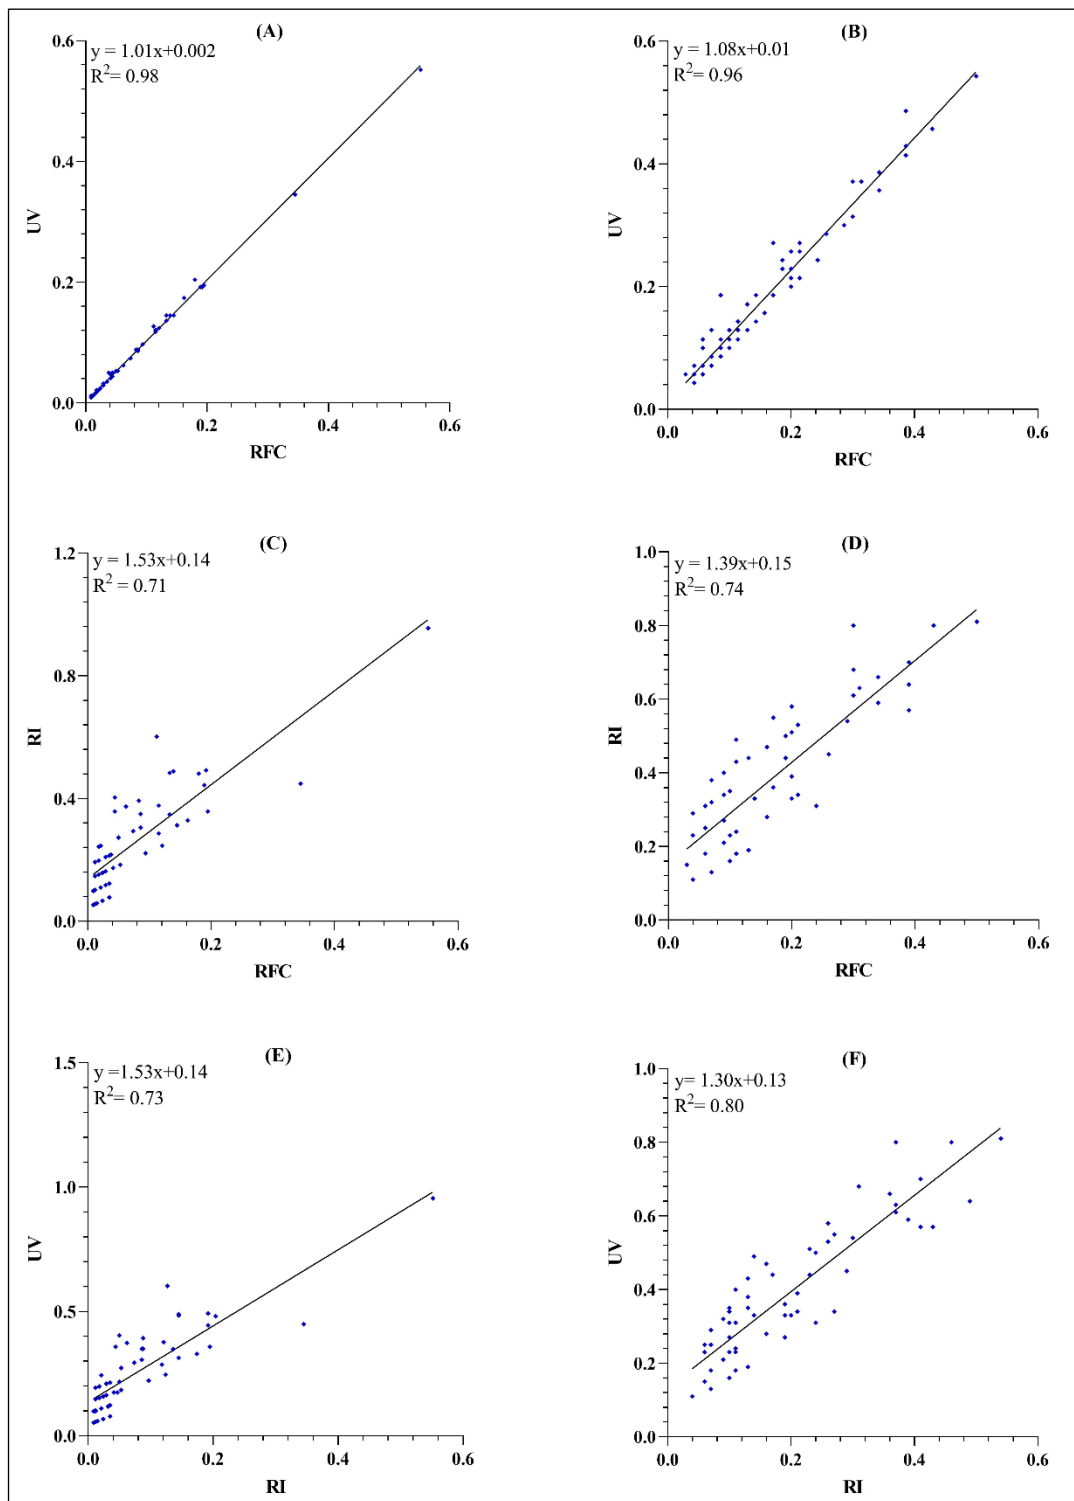 (A)
y = 1.01x+0.002
R²= 0.98
0.6
0.4
0.2
0.0
UV
0.0 0.2 0.4 0.6
RFC
(B)
y = 1.08x+0.01
R²= 0.96
0.6
0.4
0.2
0.0
UV
0.0 0.2 0.4 0.6
RFC
(C)
y = 1.53x+0.14
R² = 0.71
1.2
0.8
0.4
0.0
RI
0.0 0.2 0.4 0.6
RFC
(D)
y = 1.39x+0.15
R²= 0.74
1.0
0.8
0.6
0.4
0.2
0.0
RI
0.0 0.2 0.4 0.6
RFC
(E)
y =1.53x+0.14
R²= 0.73
1.5
1.0
0.5
0.0
UV
0.0 0.2 0.4 0.6
RI
(F)
y= 1.30x+0.13
R²= 0.80
1.0
0.8
0.6
0.4
0.2
0.0
UV
0.0 0.2 0.4 0.6
RI